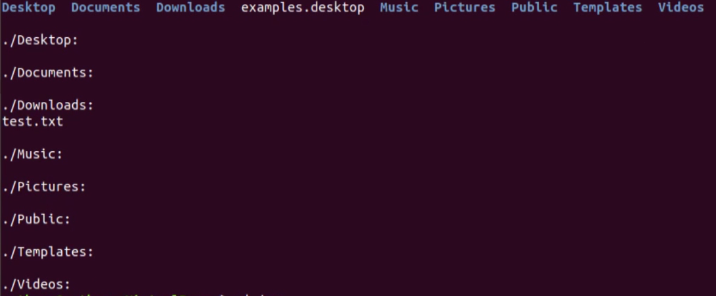 Desktop Documents Downloads examples.desktop Music Pictures Public Templates Videos
./Desktop:
./Documents:
./Downloads:
test.txt
./Music:
./Pictures:
./Public:
./Templates:
./Videos: